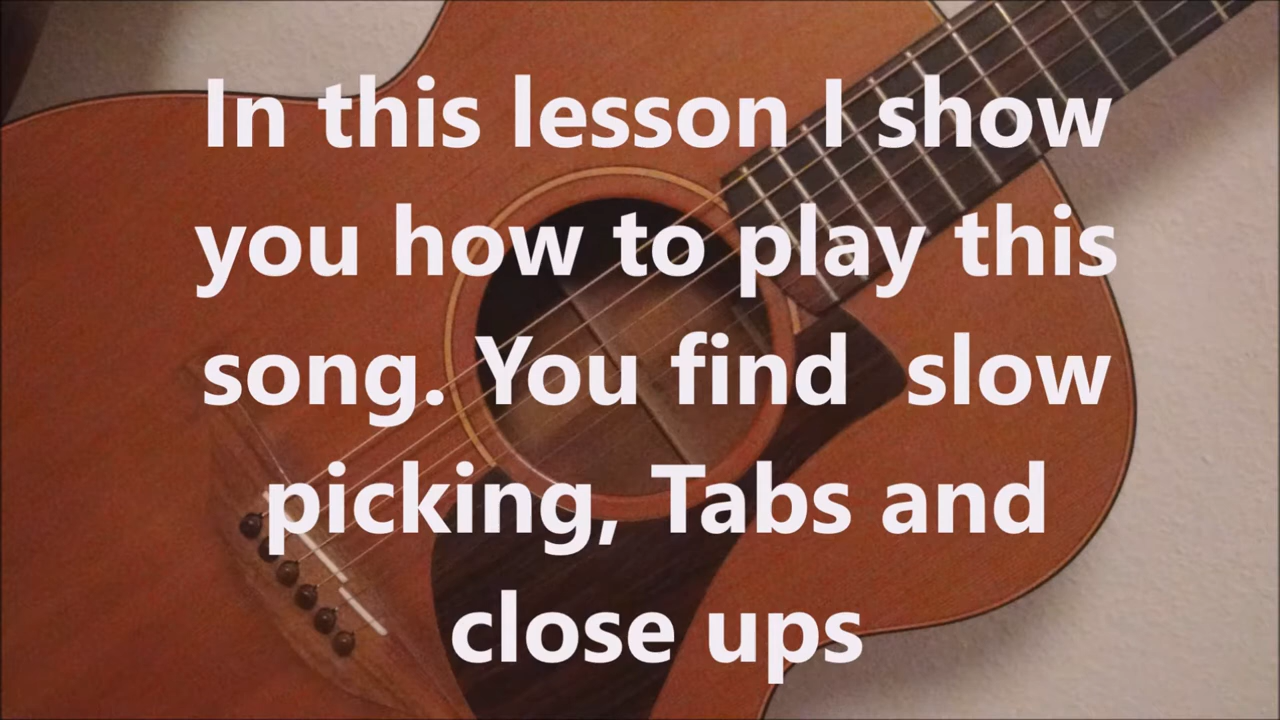 In this lesson I show
you how to play this
song. You find  slow
picking, Tabs and
close ups